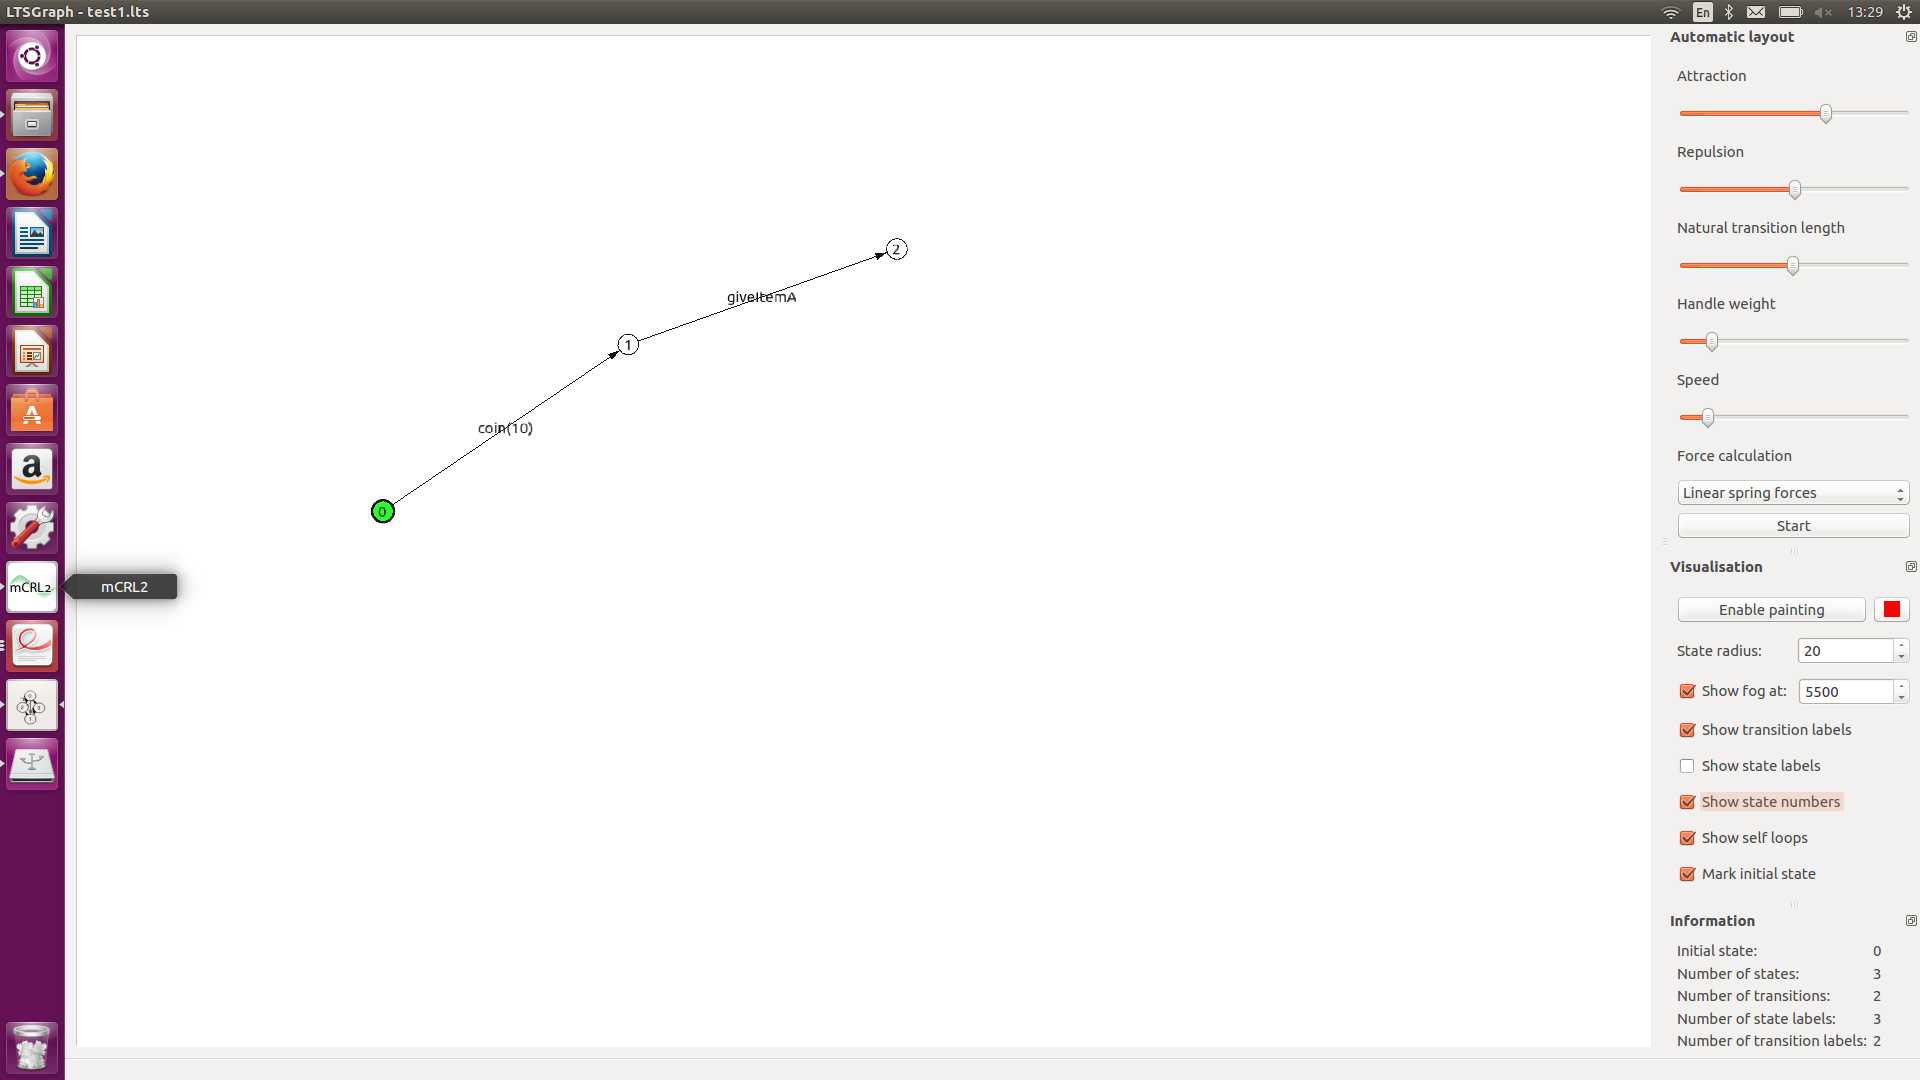 LTSGraph - test1.lts
En
13:29
Automatic layout
Attraction
Repulsion
Natural transition length
Handle weight
Speed
Force calculation
Linear spring forces
Start
2
giveItemA
1
coin(10)
0
mCRL2
mCRL2
Visualisation
Enable painting
State radius: 20
Show fog at: 5500
Show transition labels
Show state labels
Show state numbers
Show self loops
Mark initial state
Information
Initial state: 0
Number of states: 3
Number of transitions: 2
Number of state labels: 3
Number of transition labels: 2